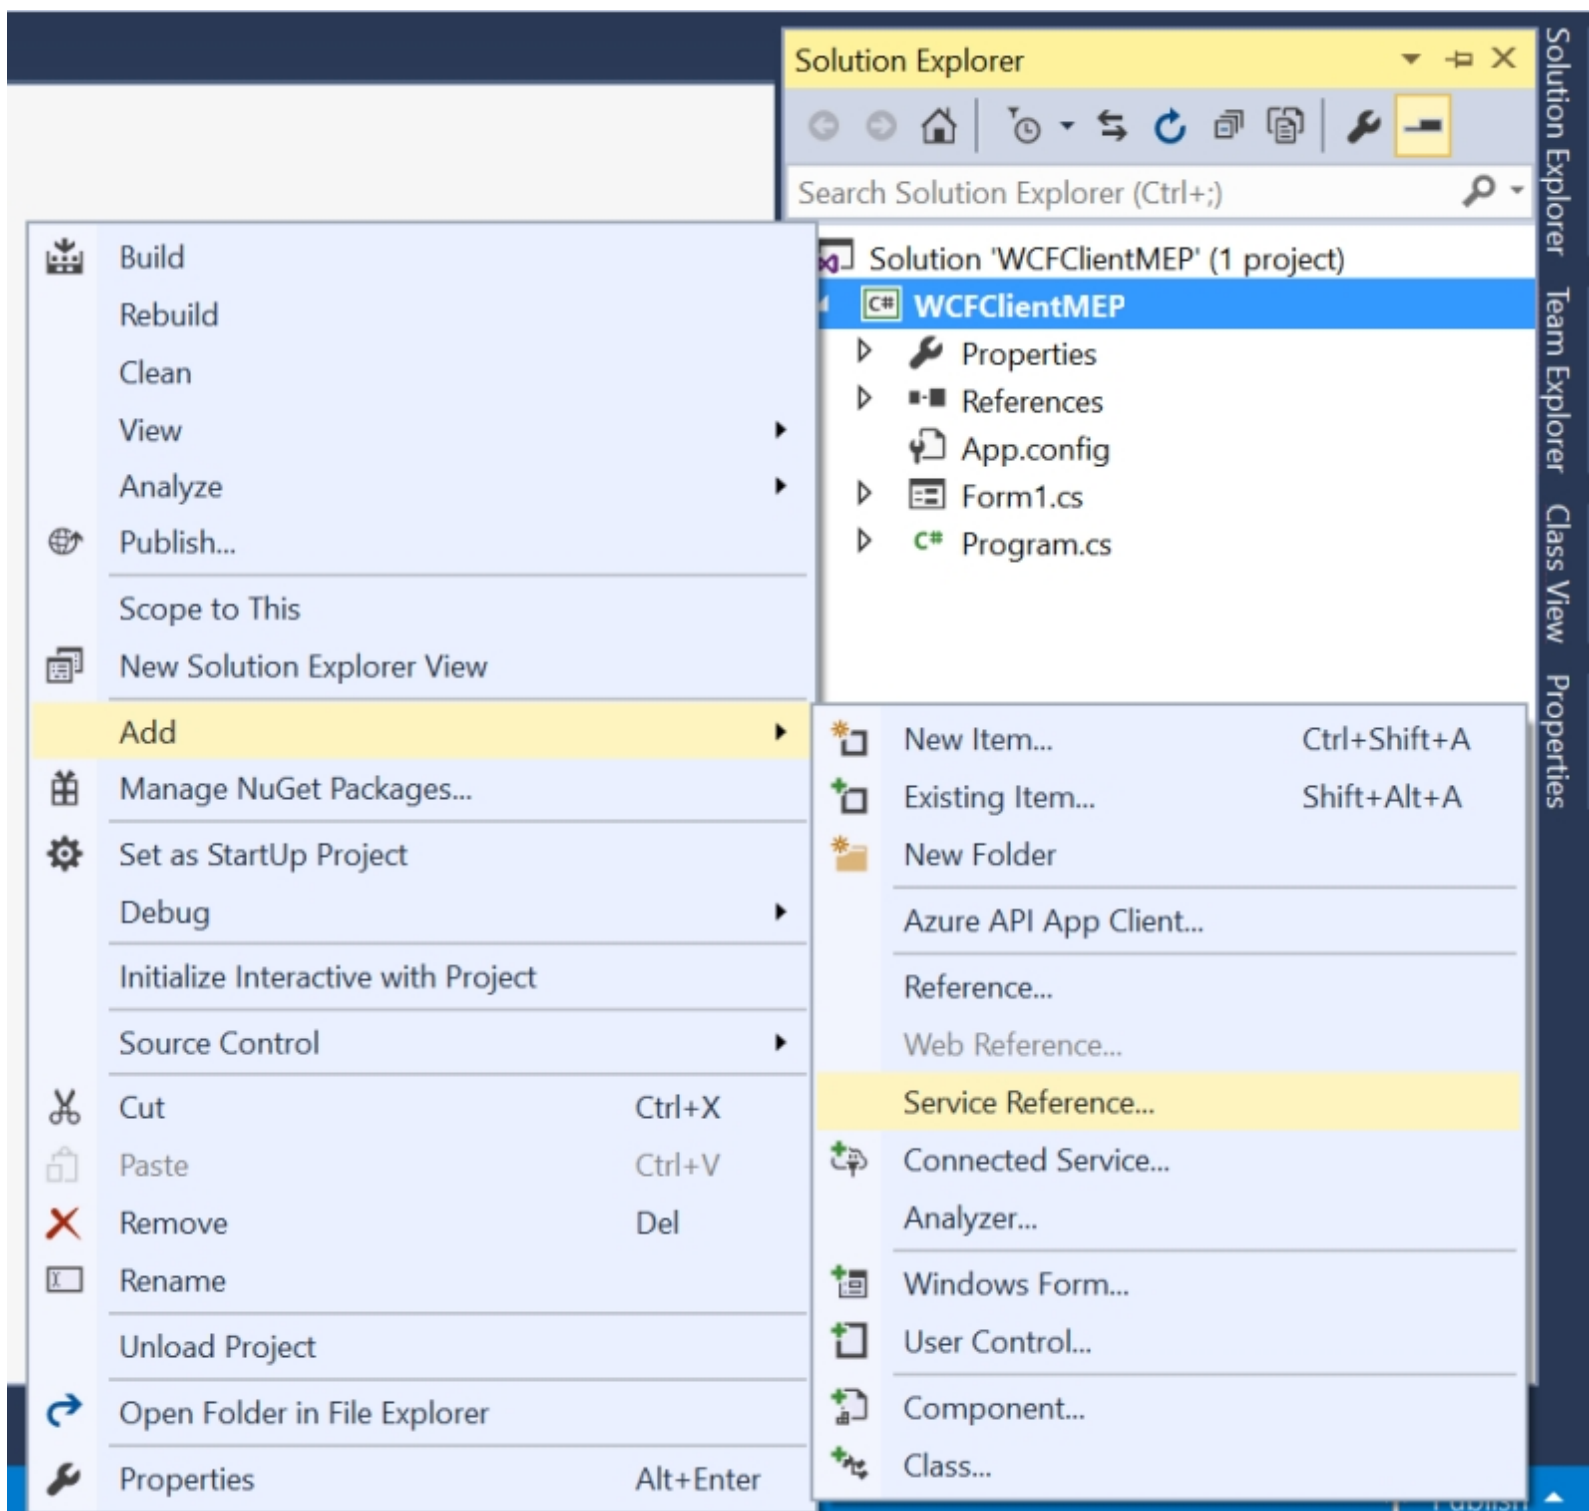 Solution Explorer
Search Solution Explorer (Ctrl+;)
Solution 'WCFClientMEP' (1 project)
C# WCFClientMEP
Properties
References
App.config
Form1.cs
C# Program.cs
Build
Rebuild
Clean
View
Analyze
Publish...
Scope to This
New Solution Explorer View
Add
Manage NuGet Packages...
Set as StartUp Project
Debug
Initialize Interactive with Project
Source Control
Cut Ctrl+X
Paste Ctrl+V
Remove Del
Rename
Unload Project
Open Folder in File Explorer
Properties Alt+Enter
New Item... Ctrl+Shift+A
Existing Item... Shift+Alt+A
New Folder
Azure API App Client...
Reference...
Web Reference...
Service Reference...
Connected Service...
Analyzer...
Windows Form...
User Control...
Component...
Class...
Solution Explorer
Team Explorer
Class View
Properties
Publish